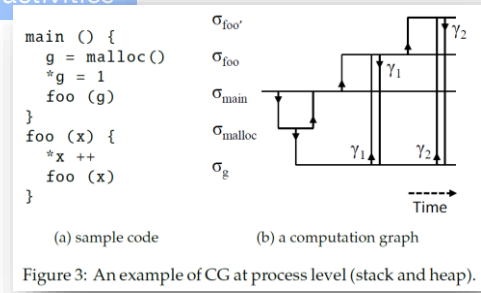 activities
main () {
g = malloc()
*g = 1
foo (g)
}
foo (x) {
*x ++
foo (x)
}
σfoo'
σfoo
σmain
σmalloc
σg
γ2
γ1
γ1
γ2
Time
(a) sample code
(b) a computation graph
Figure 3: An example of CG at process level (stack and heap).